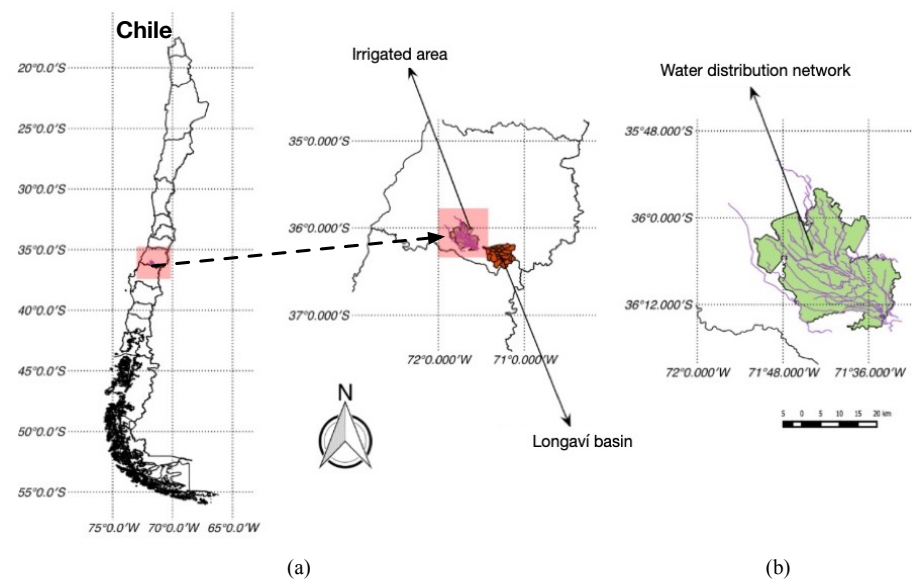 Chile
20°0.0'S
25°0.0'S
30°0.0'S
35°0.0'S
40°0.0'S
45°0.0'S
50°0.0'S
55°0.0'S
75°0.0'W 70°0.0'W 65°0.0'W
Irrigated area
35°0.000'S
36°0.000'S
37°0.000'S
72°0.000'W 71°0.000'W
N
Longaví basin
Water distribution network
35°48.000'S
36°0.000'S
36°12.000'S
72°0.000'W 71°48.000'W 71°36.000'W
5 0 5 10 15 20 km
(a)
(b)